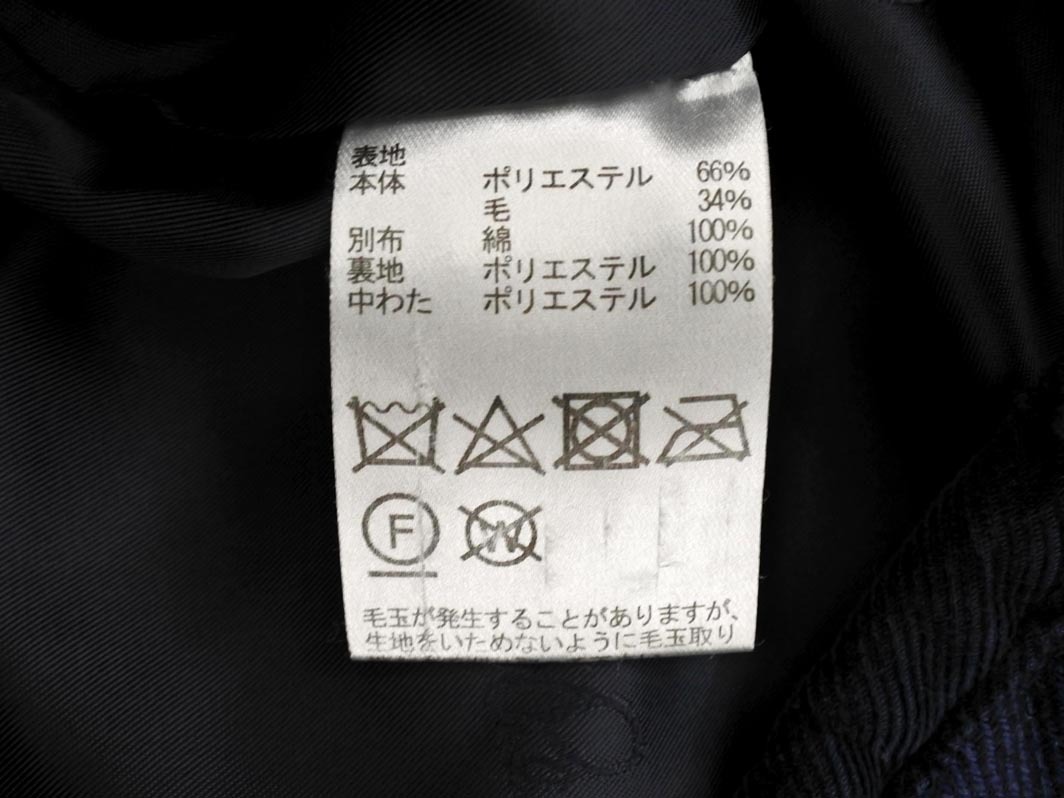 表地
本体 ポリエステル 66%
毛 34%
別布 綿 100%
裏地 ポリエステル 100%
中わた ポリエステル 100%
F W
毛玉が発生することがありますが、
生地をいためないように毛玉取り